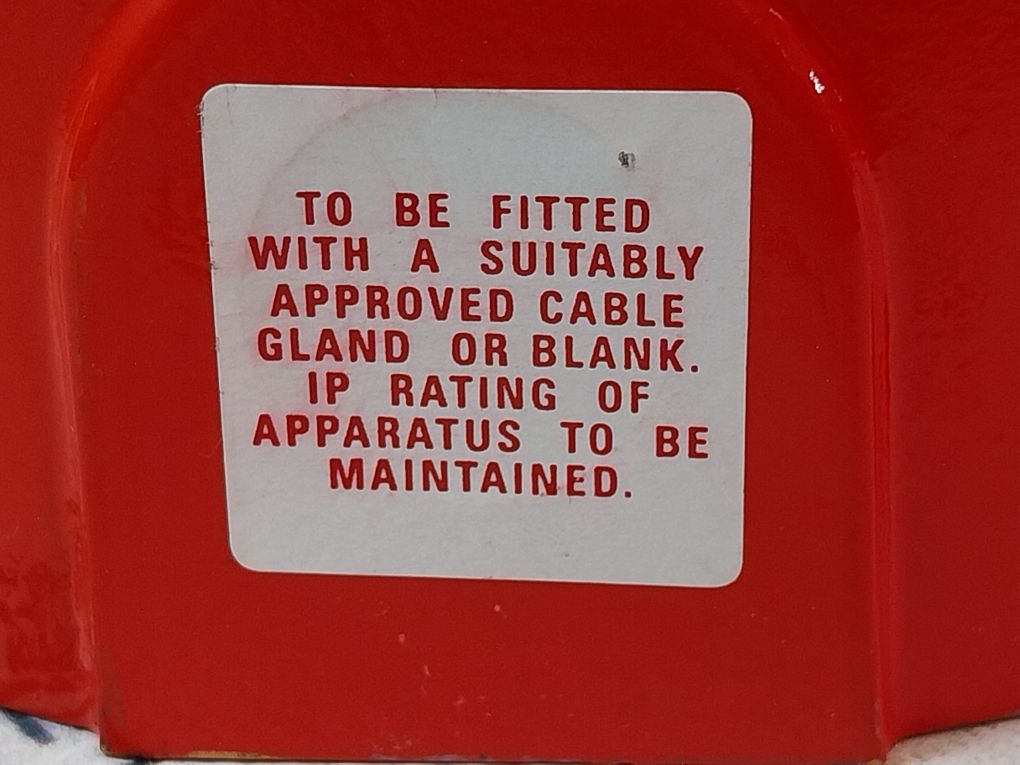 TO BE FITTED
WITH A SUITABLY
APPROVED CABLE
GLAND OR BLANK.
IP RATING OF
APPARATUS TO BE
MAINTAINED.